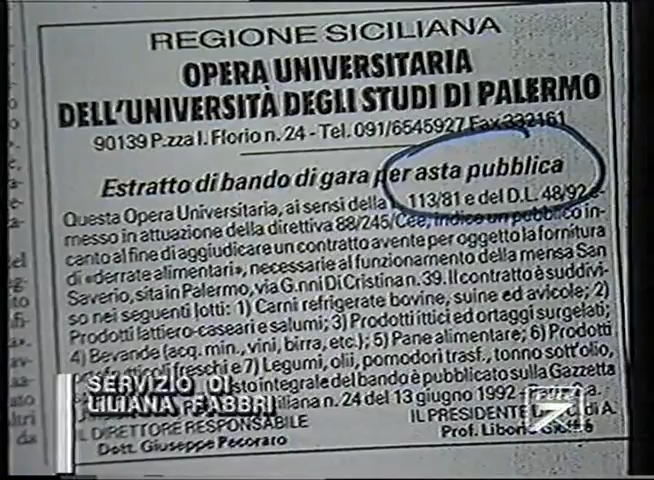 REGIONE SICILIANA
OPERA UNIVERSITARIA
DELL'UNIVERSITÀ DEGLI STUDI DI PALERMO
90139 P.zza I. Florio n. 24 - Tel. 091/6545927 Fax 332161
Estratto di bando di gara per asta pubblica
Questa Opera Universitaria, ai sensi della 113/81 e del D.L. 48/92 e-
messo in attuazione della direttiva 88/245/Cee, indice un pubblico in-
canto al fine di aggiudicare un contratto avente per oggetto la fornitura
di «derrate alimentari», necessarie al funzionamento della mensa San
Saverio, sita in Palermo, via G.nni Di Cristina n. 39. Il contratto è suddivi-
so nei seguenti lotti: 1) Carni refrigerate bovine, suine ed avicole; 2)
Prodotti lattiero-caseari e salumi; 3) Prodotti ittici ed ortaggi surgelati;
4) Bevande (acq. min., vini, birra, etc.); 5) Pane alimentare; 6) Prodotti
freschi e 7) Legumi, olii, pomodori trasf., tonno sott'olio,
SERVIZIO DI
integrale del bando è pubblicato sulla Gazzetta
LILIANA FABBRI
n. 24 del 13 giugno 1992 -
IL DIRETTORE RESPONSABILE
IL PRESIDENTE di A.
Dott. Giuseppe Pecoraro
Prof. Liborio